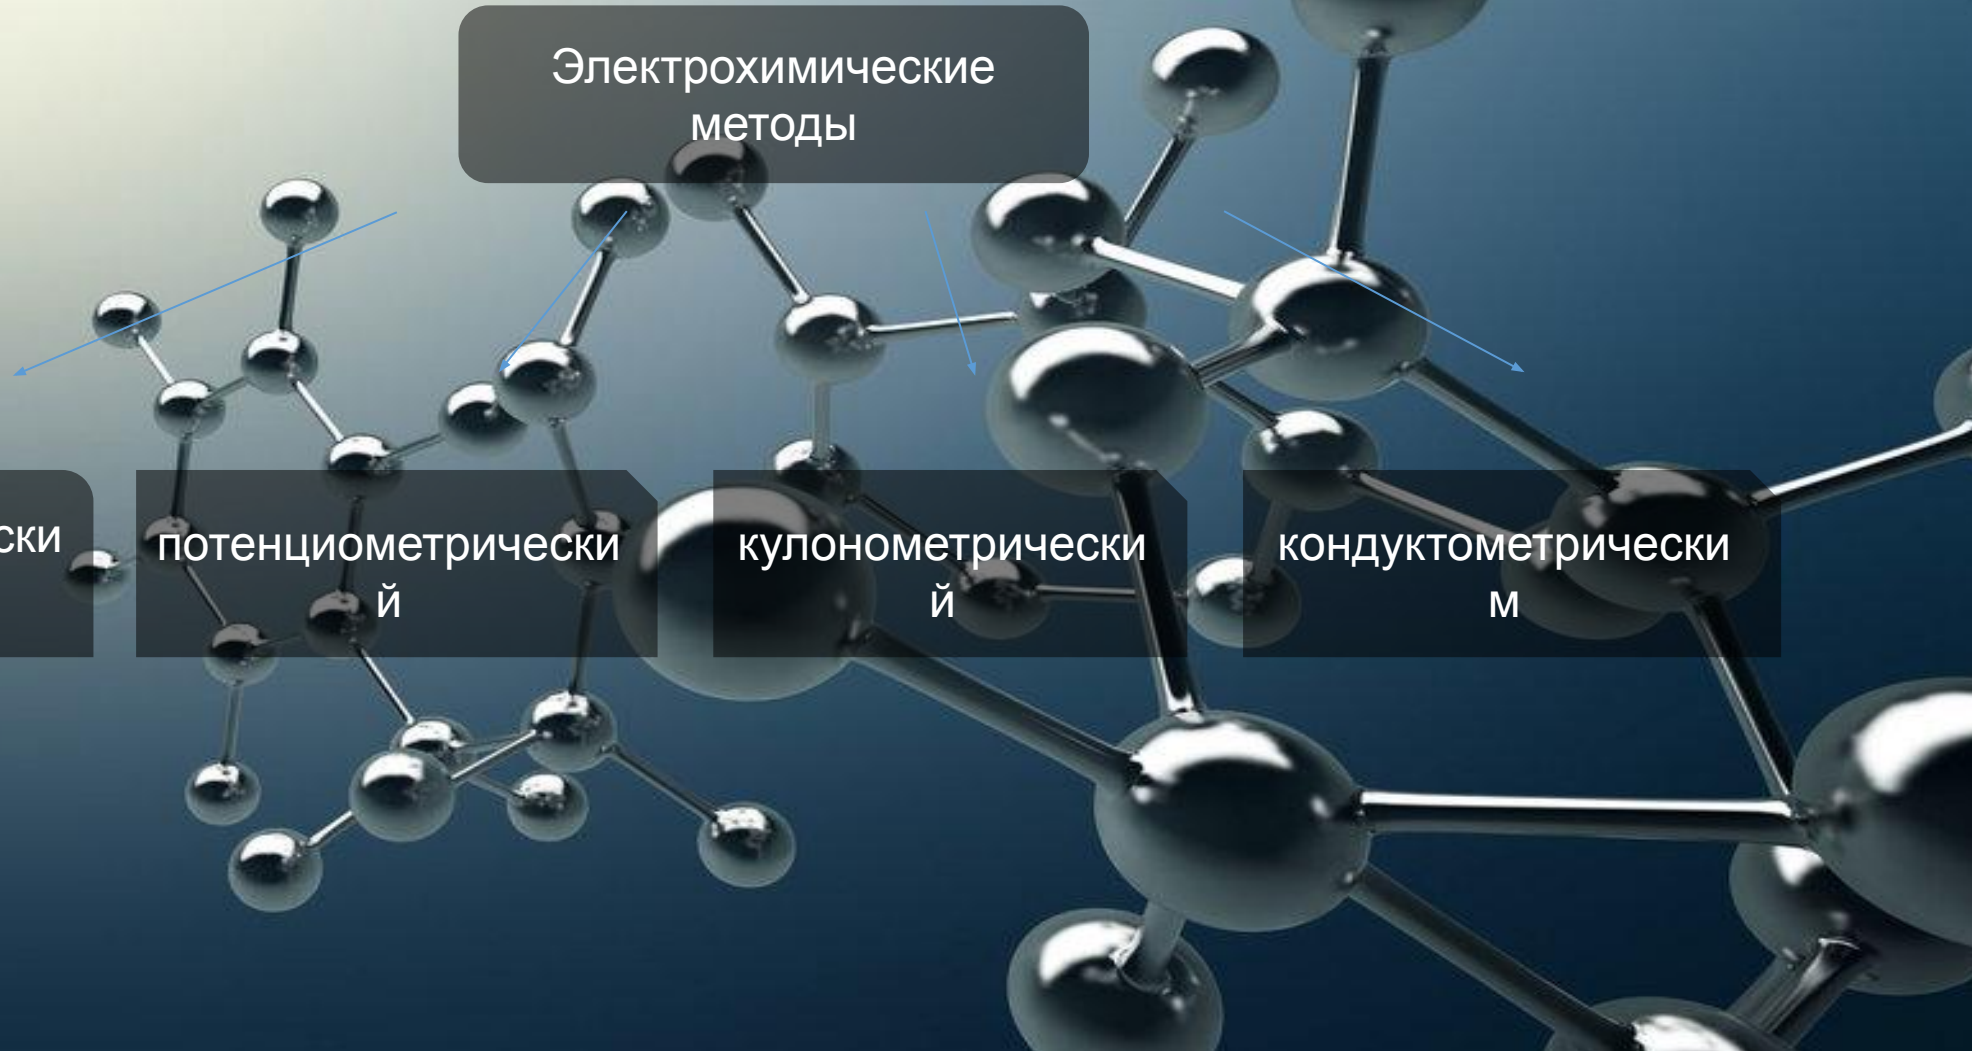 Электрохимические
методы
ски
потенциометрически
й
кулонометрически
й
кондуктометрически
м